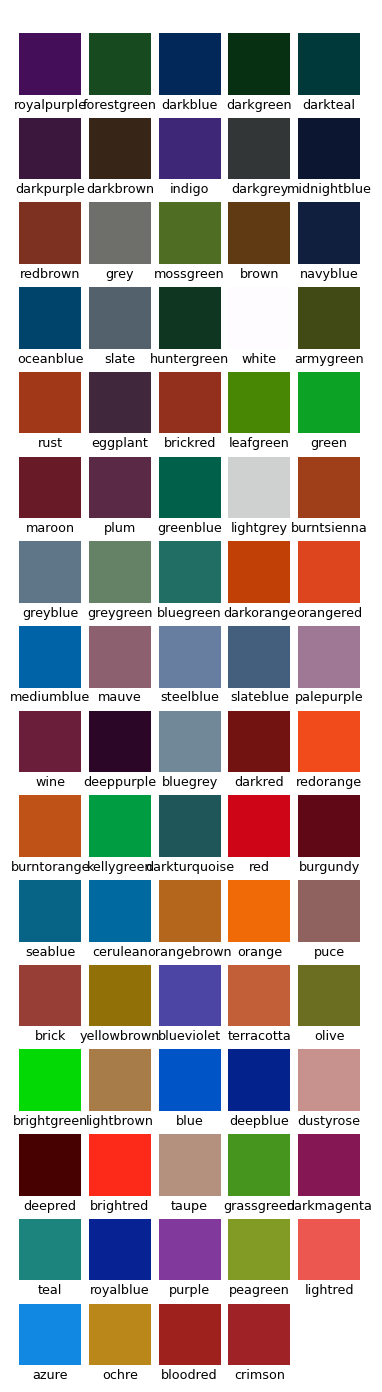 royalpurple forestgreen darkblue darkgreen darkteal
darkpurple darkbrown indigo darkgrey midnightblue
redbrown grey mossgreen brown navyblue
oceanblue slate huntergreen white armygreen
rust eggplant brickred leafgreen green
maroon plum greenblue lightgrey burntsienna
greyblue greygreen bluegreen darkorange orangered
mediumblue mauve steelblue slateblue palepurple
wine deeppurple bluegrey darkred redorange
burntorange kellygreen darkturquoise red burgundy
seablue cerulean orangebrown orange puce
brick yellowbrown blueviolet terracotta olive
brightgreen lightbrown blue deepblue dustyrose
deepred brightred taupe grassgreen darkmagenta
teal royalblue purple peagreen lightred
azure ochre bloodred crimson